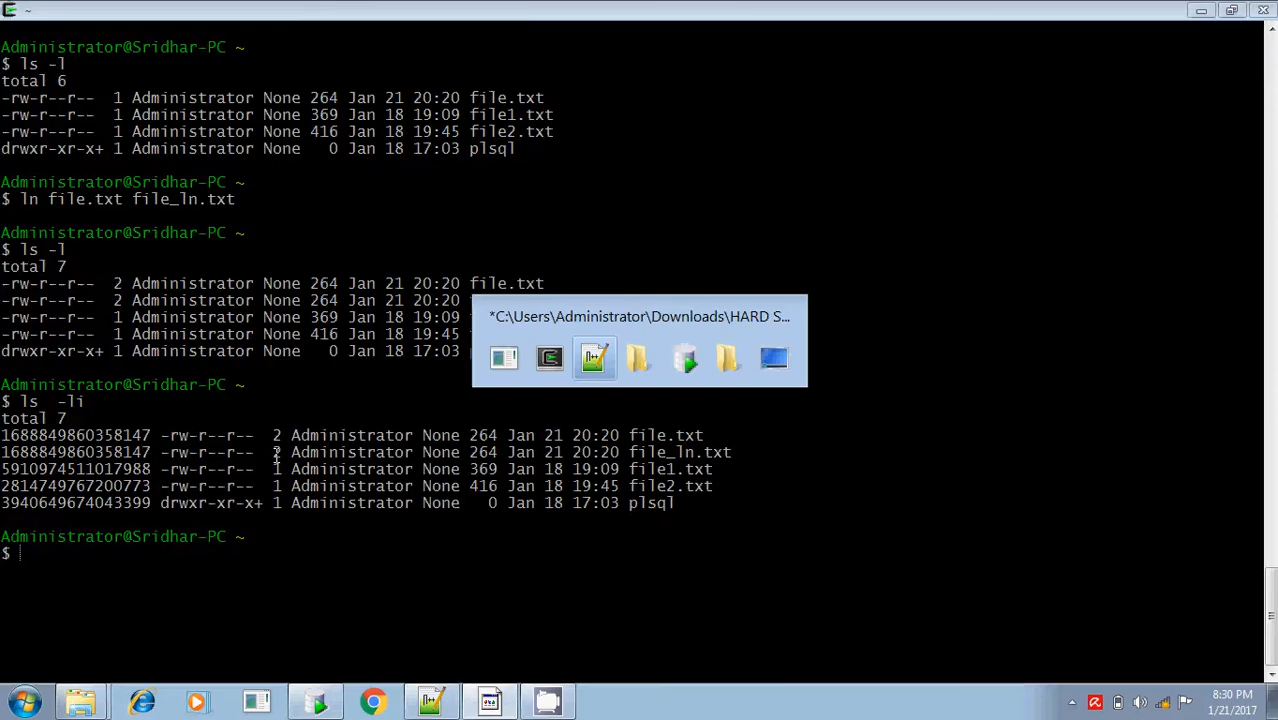 ~
Administrator@Sridhar-PC ~
$ ls -l
total 6
-rw-r--r--  1 Administrator None 264 Jan 21 20:20 file.txt
-rw-r--r--  1 Administrator None 369 Jan 18 19:09 file1.txt
-rw-r--r--  1 Administrator None 416 Jan 18 19:45 file2.txt
drwxr-xr-x+ 1 Administrator None   0 Jan 18 17:03 plsql
Administrator@Sridhar-PC ~
$ ln file.txt file_ln.txt
Administrator@Sridhar-PC ~
$ ls -l
total 7
-rw-r--r--  2 Administrator None 264 Jan 21 20:20 file.txt
-rw-r--r--  2 Administrator None 264 Jan 21 20:20
-rw-r--r--  1 Administrator None 369 Jan 18 19:09
-rw-r--r--  1 Administrator None 416 Jan 18 19:45
drwxr-xr-x+ 1 Administrator None   0 Jan 18 17:03
*C:\Users\Administrator\Downloads\HARD S...
Administrator@Sridhar-PC ~
$ ls  -li
total 7
1688849860358147 -rw-r--r--  2 Administrator None 264 Jan 21 20:20 file.txt
1688849860358147 -rw-r--r--  2 Administrator None 264 Jan 21 20:20 file_ln.txt
5910974511017988 -rw-r--r--  1 Administrator None 369 Jan 18 19:09 file1.txt
2814749767200773 -rw-r--r--  1 Administrator None 416 Jan 18 19:45 file2.txt
3940649674043399 drwxr-xr-x+ 1 Administrator None   0 Jan 18 17:03 plsql
Administrator@Sridhar-PC ~
$
8:30 PM
1/21/2017